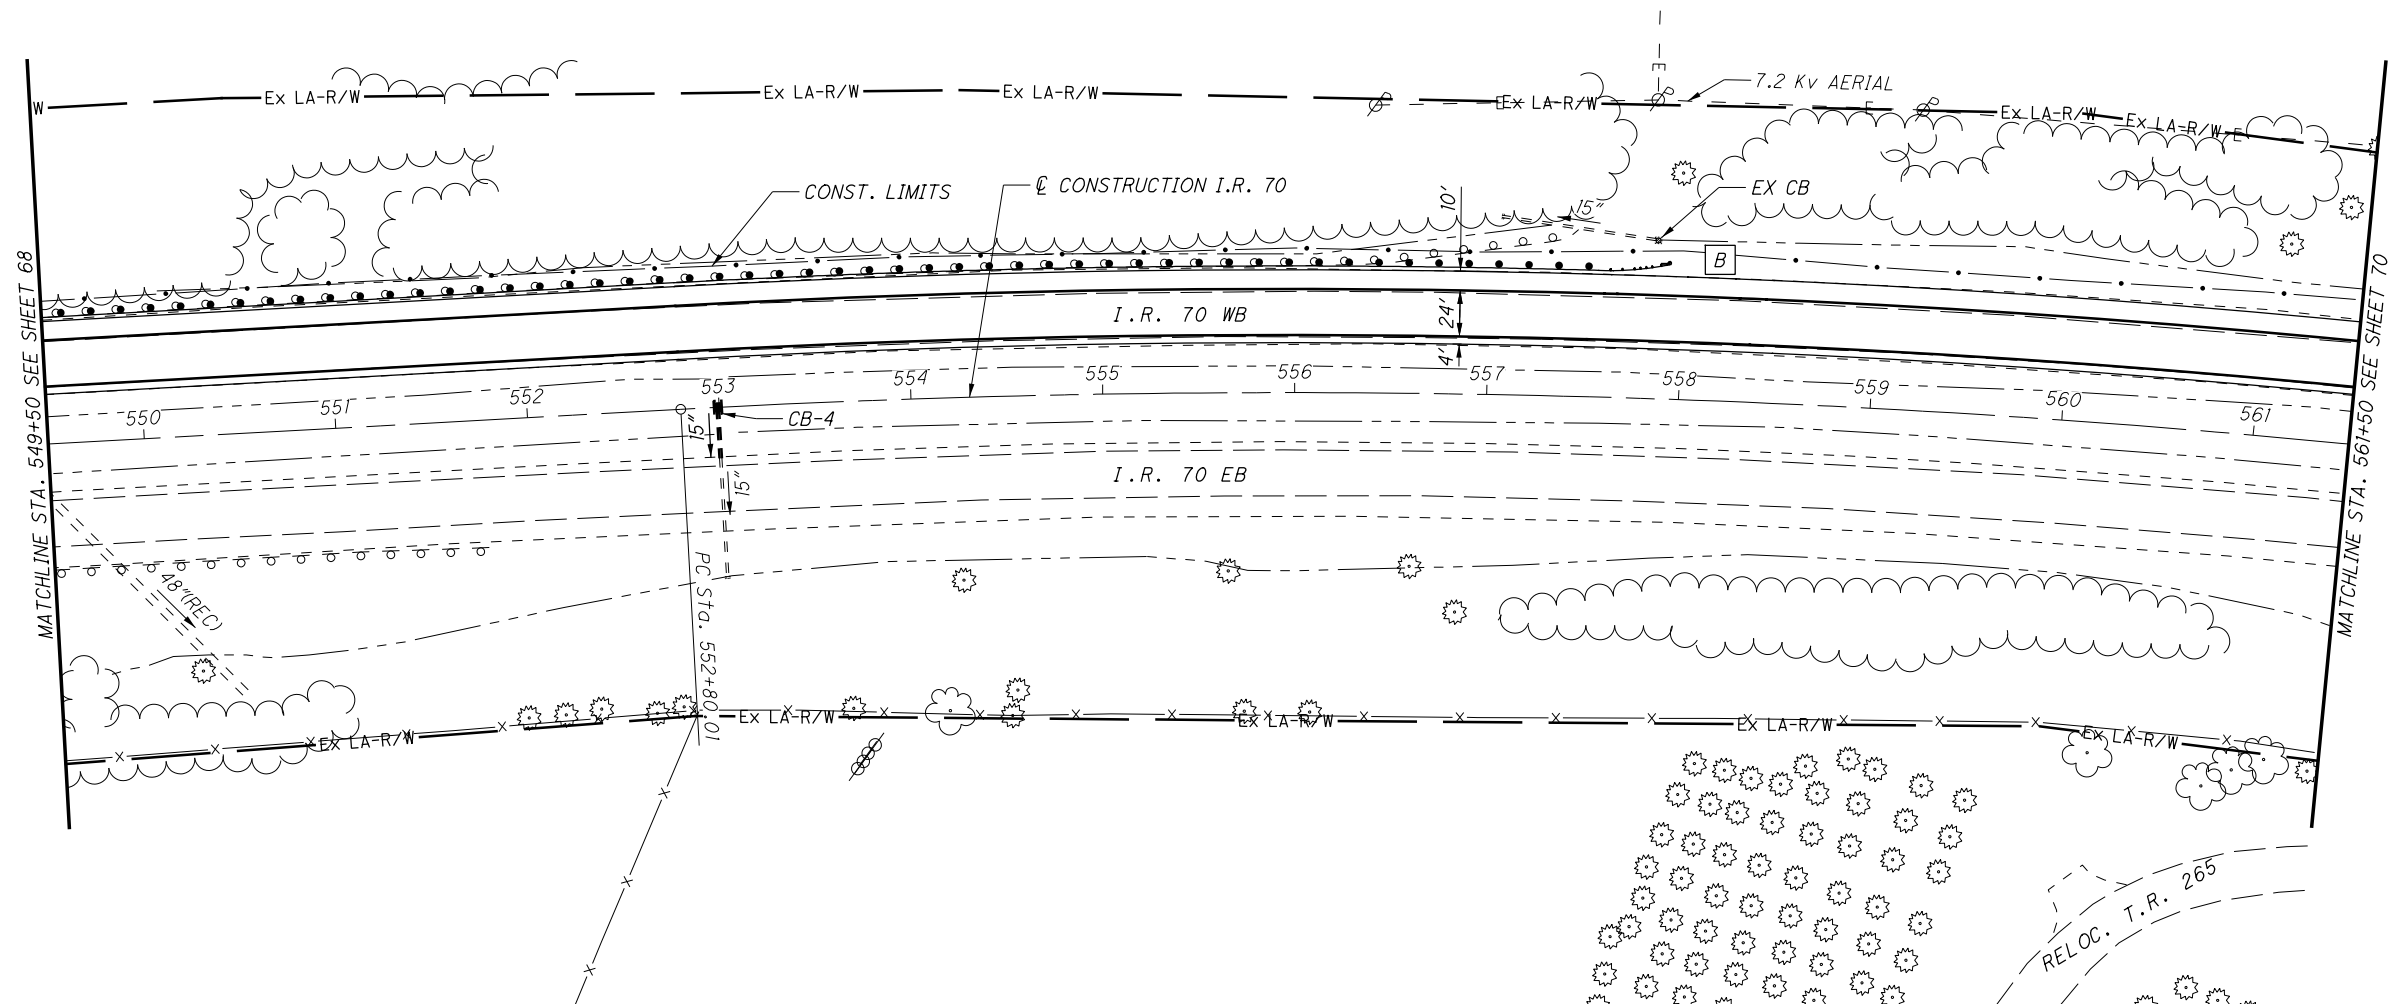 E
7.2 Kv AERIAL
W
Ex LA-R/W
Ex LA-R/W
Ex LA-R/W
E
Ex LA-R/W
E
Ex LA-R/W
Ex LA-R/W
E
CONST. LIMITS
℄ CONSTRUCTION I.R. 70
10'
15"
EX CB
B
MATCHLINE STA. 549+50 SEE SHEET 68
MATCHLINE STA. 561+50 SEE SHEET 70
I.R. 70 WB
24'
4'
550
551
552
553
554
555
556
557
558
559
560
561
CB-4
15"
15"
I.R. 70 EB
48"(REC)
PC Sta. 552+80.01
Ex LA-R/W
Ex LA-R/W
Ex LA-R/W
Ex LA-R/W
Ex LA-R/W
RELOC. T.R. 265